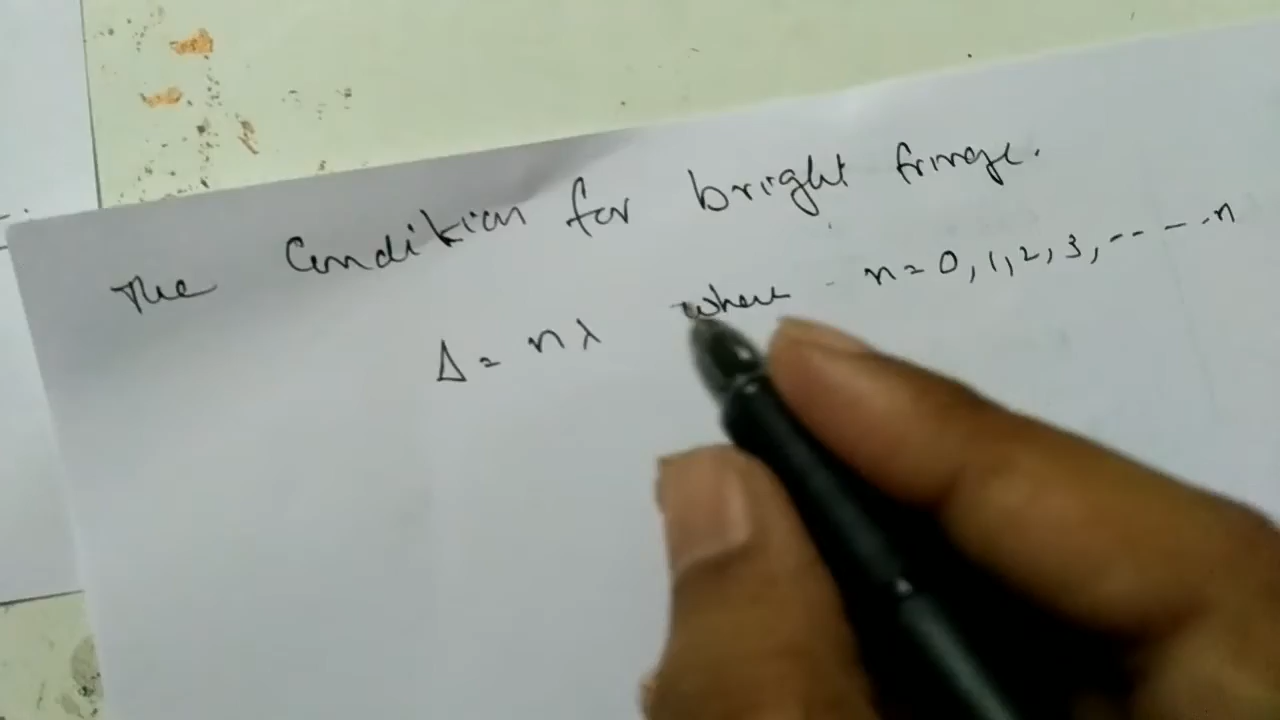 The Condition for bright fringe.
Δ = nλ where n = 0, 1, 2, 3, ----- n